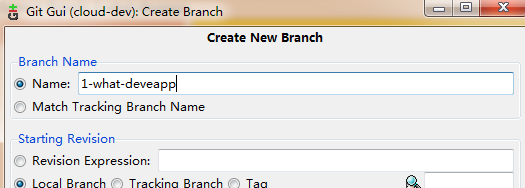 Git Gui (cloud-dev): Create Branch
Create New Branch
Branch Name
Name: 1-what-deveapp
Match Tracking Branch Name
Starting Revision
Revision Expression:
Local Branch Tracking Branch Tag